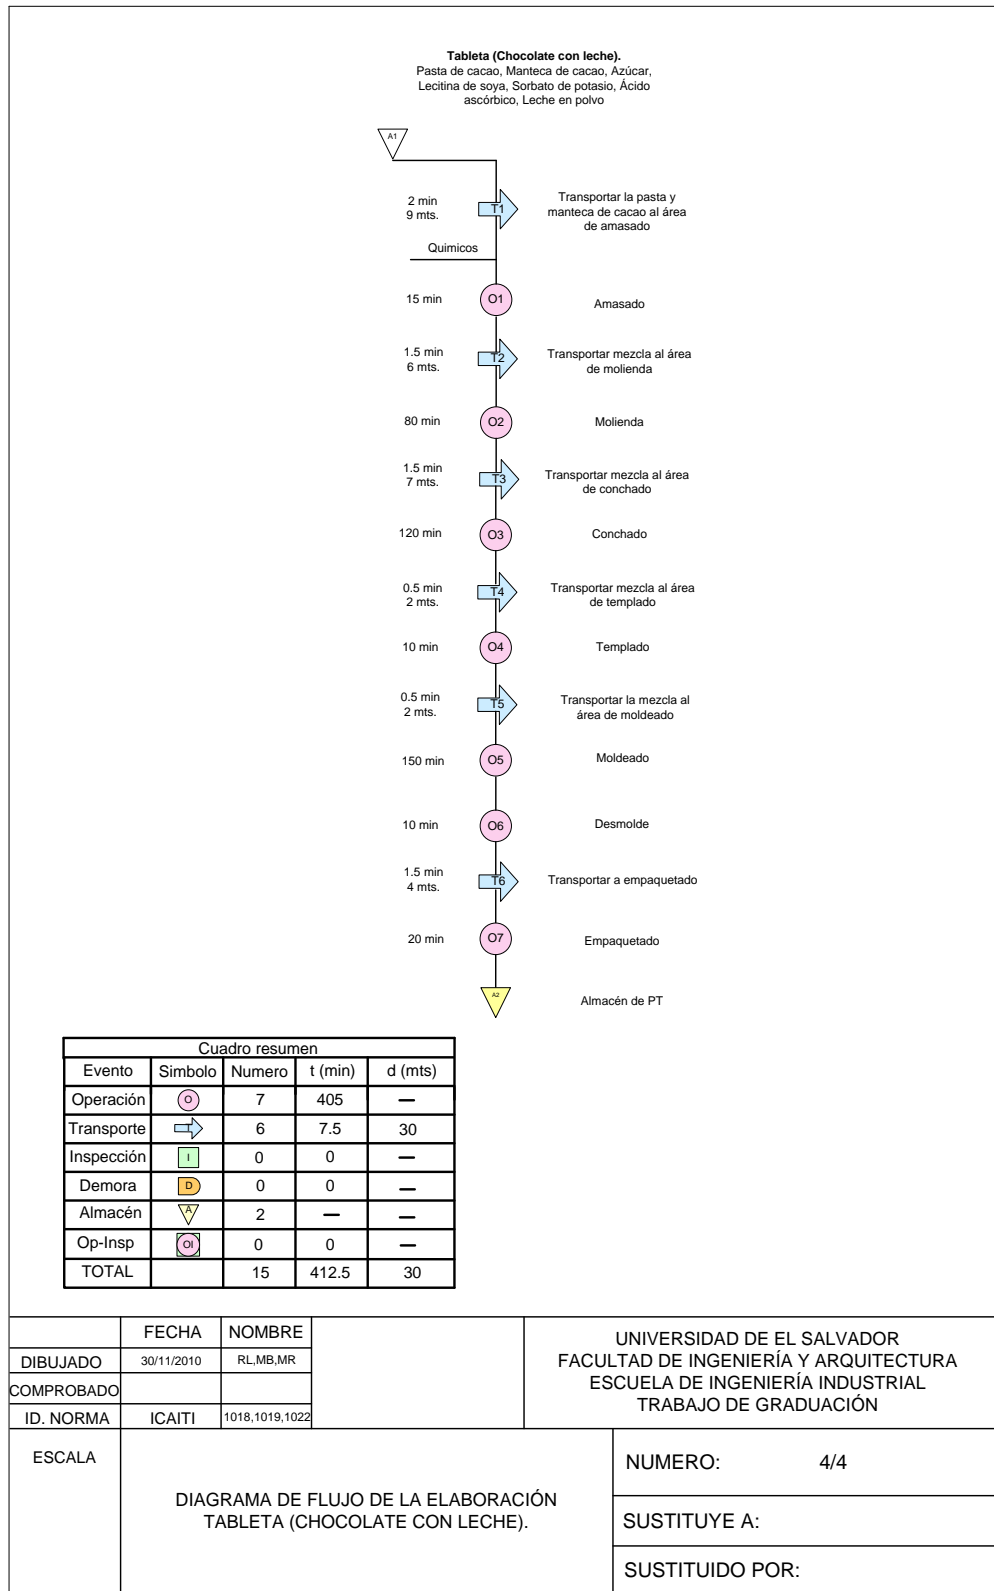 Tableta (Chocolate con leche).
Pasta de cacao, Manteca de cacao, Azúcar,
Lecitina de soya, Sorbato de potasio, Ácido
ascórbico, Leche en polvo
A1
2 min
9 mts.
T1
Transportar la pasta y
manteca de cacao al área
de amasado
Quimicos
15 min
O1
Amasado
1.5 min
6 mts.
T2
Transportar mezcla al área
de molienda
80 min
O2
Molienda
1.5 min
7 mts.
T3
Transportar mezcla al área
de conchado
120 min
O3
Conchado
0.5 min
2 mts.
T4
Transportar mezcla al área
de templado
10 min
O4
Templado
0.5 min
2 mts.
T5
Transportar la mezcla al
área de moldeado
150 min
O5
Moldeado
10 min
O6
Desmolde
1.5 min
4 mts.
T6
Transportar a empaquetado
20 min
O7
Empaquetado
A2
Almacén de PT
Cuadro resumen
Evento Simbolo Numero t (min) d (mts)
Operación O 7 405 —
Transporte T 6 7.5 30
Inspección I 0 0 —
Demora D 0 0 —
Almacén A 2 — —
Op-Insp OI 0 0 —
TOTAL 15 412.5 30
FECHA NOMBRE
DIBUJADO 30/11/2010 RL,MB,MR
COMPROBADO
ID. NORMA ICAITI 1018,1019,1022
UNIVERSIDAD DE EL SALVADOR
FACULTAD DE INGENIERÍA Y ARQUITECTURA
ESCUELA DE INGENIERÍA INDUSTRIAL
TRABAJO DE GRADUACIÓN
ESCALA
DIAGRAMA DE FLUJO DE LA ELABORACIÓN
TABLETA (CHOCOLATE CON LECHE).
NUMERO: 4/4
SUSTITUYE A:
SUSTITUIDO POR: